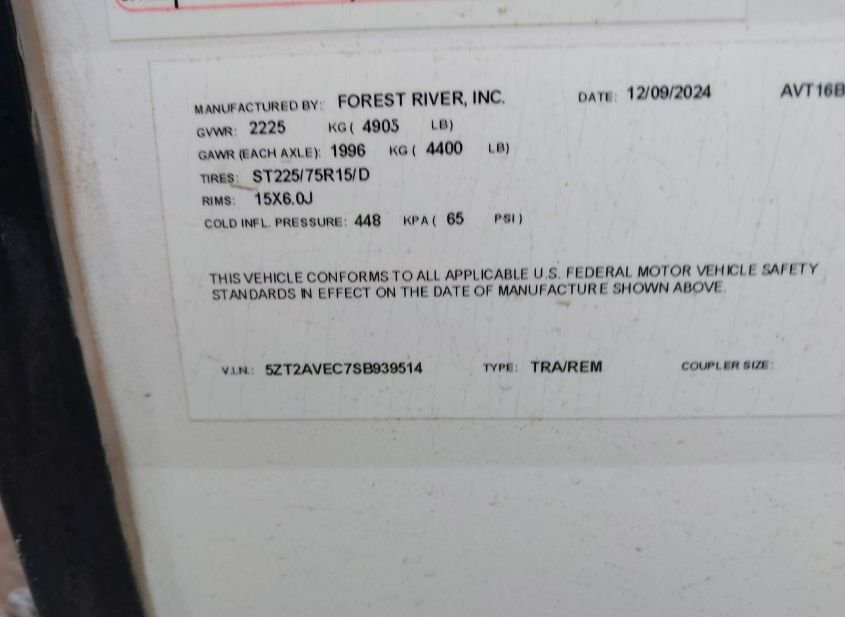 MANUFACTURED BY: FOREST RIVER, INC. DATE: 12/09/2024 AVT16B
GVWR: 2225 KG ( 4905 LB)
GAWR (EACH AXLE): 1996 KG ( 4400 LB)
TIRES: ST225/75R15/D
RIMS: 15X6.0J
COLD INFL. PRESSURE: 448 KPA ( 65 PSI )
THIS VEHICLE CONFORMS TO ALL APPLICABLE U.S. FEDERAL MOTOR VEHICLE SAFETY
STANDARDS IN EFFECT ON THE DATE OF MANUFACTURE SHOWN ABOVE.
V.I.N.: 5ZT2AVEC7SB939514 TYPE: TRA/REM COUPLER SIZE: